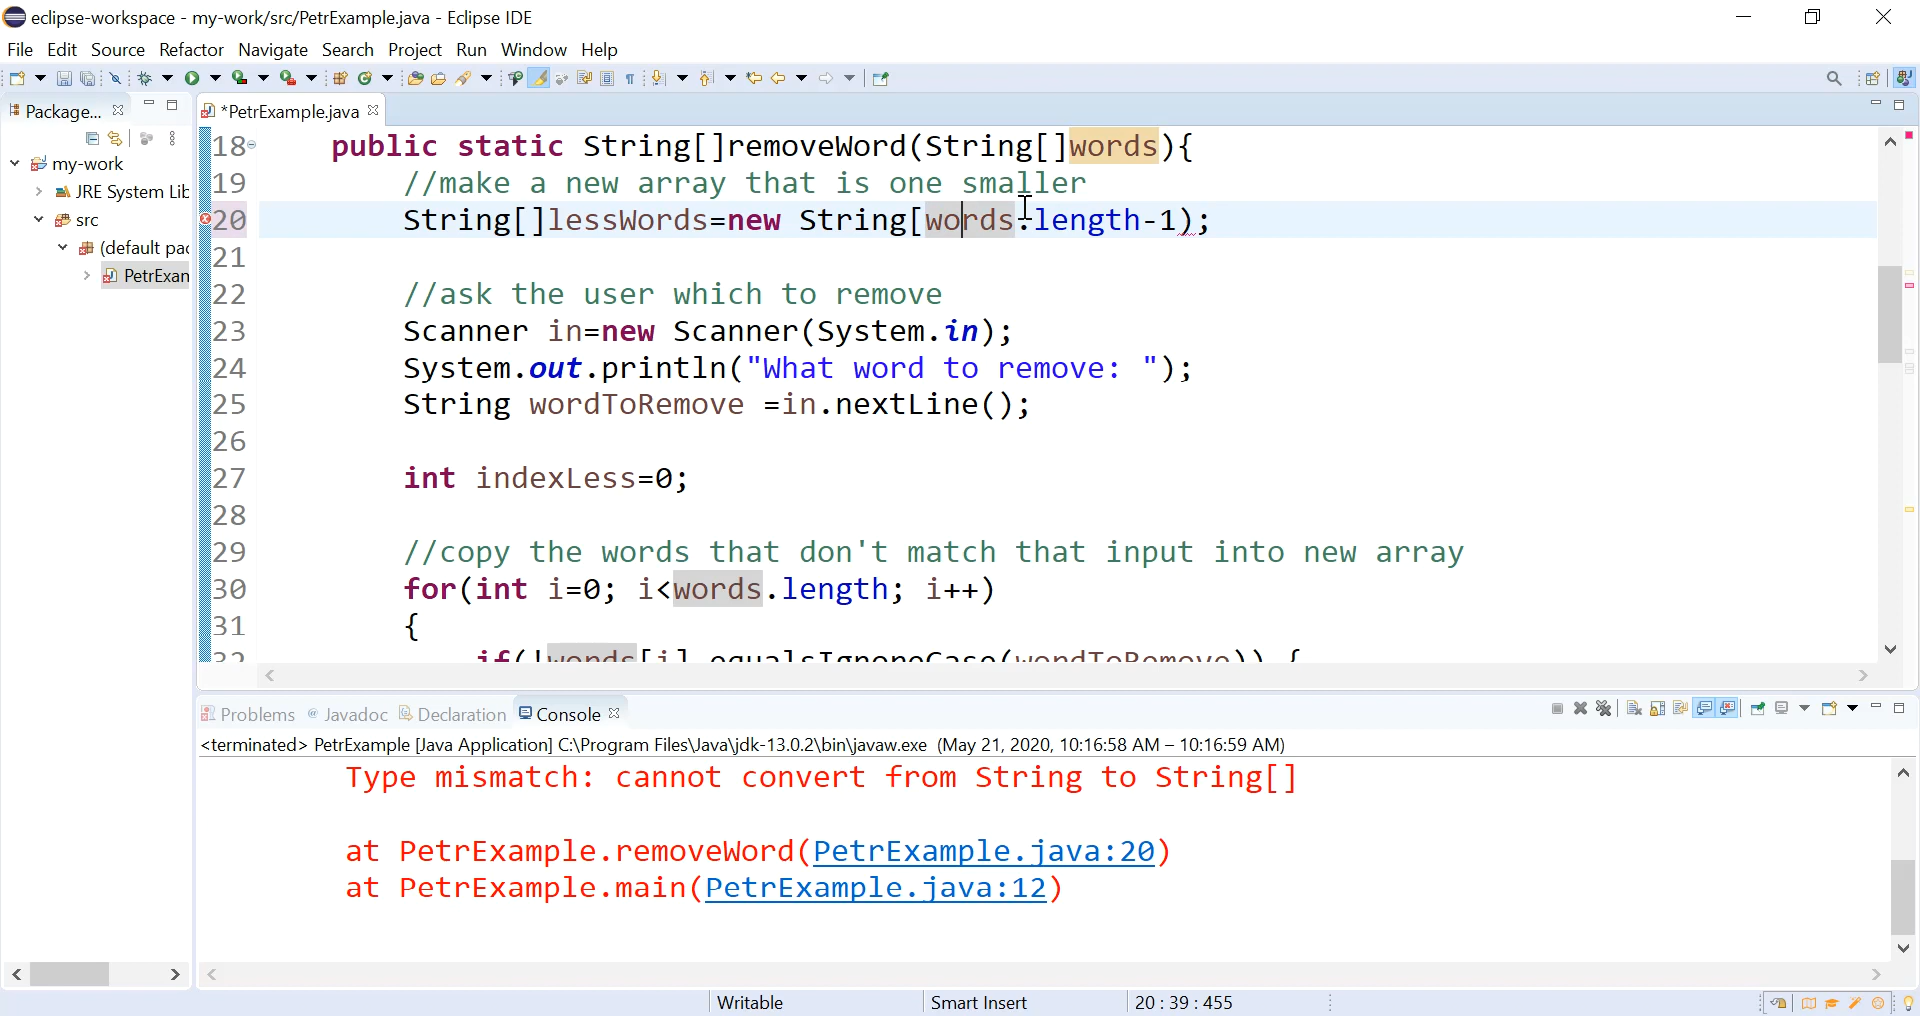 eclipse-workspace - my-work/src/PetrExample.java - Eclipse IDE
File Edit Source Refactor Navigate Search Project Run Window Help
Package...
*PetrExample.java
my-work
JRE System Lib
src
(default pac
PetrExam
18 public static String[]removeWord(String[]words){
19 //make a new array that is one smaller
20 String[]lessWords=new String[words.length-1);
21
22 //ask the user which to remove
23 Scanner in=new Scanner(System.in);
24 System.out.println("What word to remove: ");
25 String wordToRemove =in.nextLine();
26
27 int indexLess=0;
28
29 //copy the words that don't match that input into new array
30 for(int i=0; i<words.length; i++)
31 {
32 if(!words[i].equalsIgnoreCase(wordToRemove)) {
Problems Javadoc Declaration Console
<terminated> PetrExample [Java Application] C:\Program Files\Java\jdk-13.0.2\bin\javaw.exe (May 21, 2020, 10:16:58 AM – 10:16:59 AM)
Type mismatch: cannot convert from String to String[]
at PetrExample.removeWord(PetrExample.java:20)
at PetrExample.main(PetrExample.java:12)
Writable Smart Insert 20 : 39 : 455